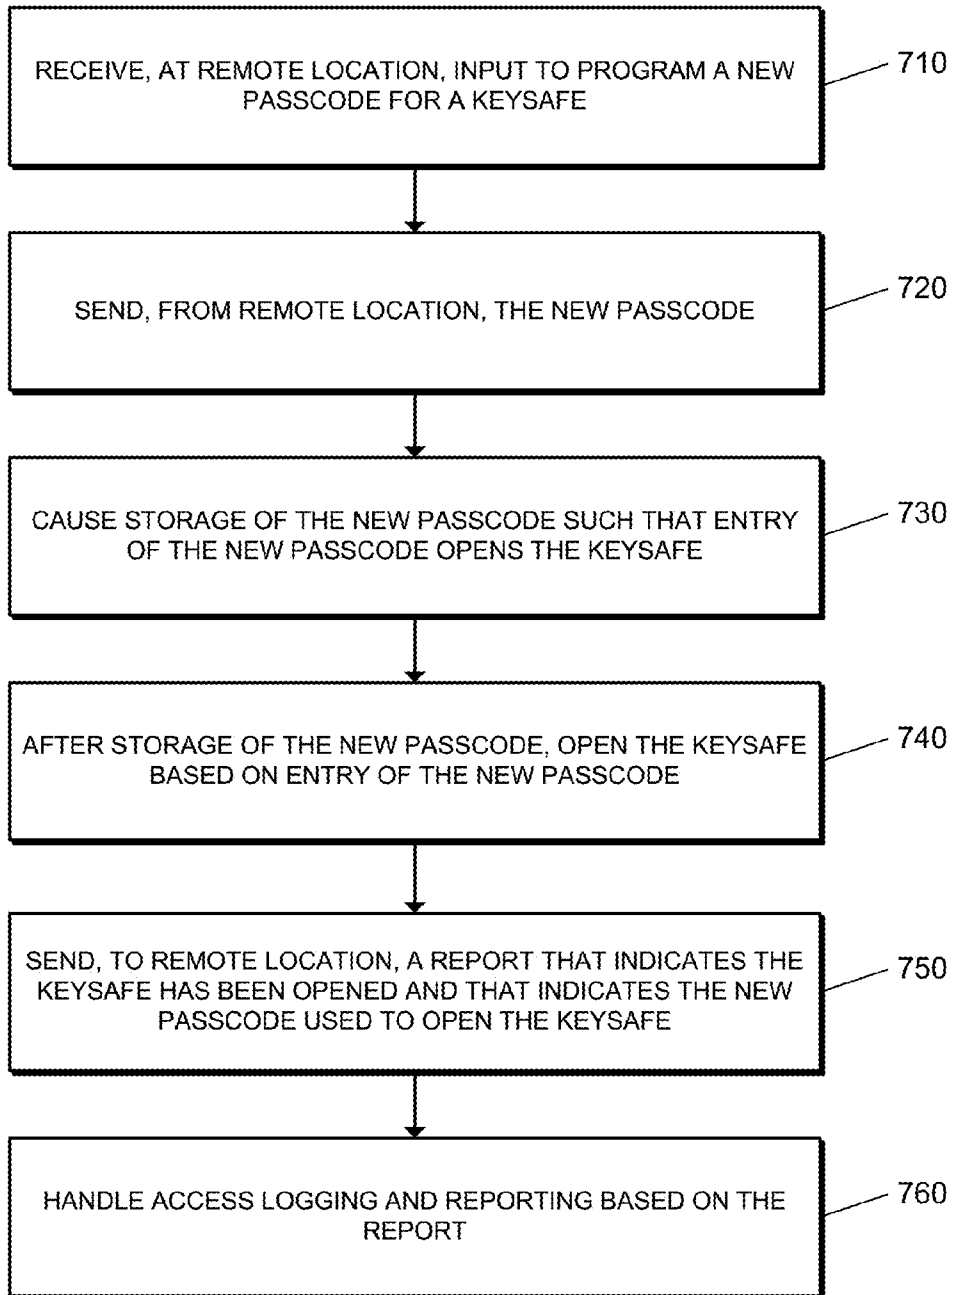 RECEIVE, AT REMOTE LOCATION, INPUT TO PROGRAM A NEW
PASSCODE FOR A KEYSAFE
710
SEND, FROM REMOTE LOCATION, THE NEW PASSCODE
720
CAUSE STORAGE OF THE NEW PASSCODE SUCH THAT ENTRY
OF THE NEW PASSCODE OPENS THE KEYSAFE
730
AFTER STORAGE OF THE NEW PASSCODE, OPEN THE KEYSAFE
BASED ON ENTRY OF THE NEW PASSCODE
740
SEND, TO REMOTE LOCATION, A REPORT THAT INDICATES THE
KEYSAFE HAS BEEN OPENED AND THAT INDICATES THE NEW
PASSCODE USED TO OPEN THE KEYSAFE
750
HANDLE ACCESS LOGGING AND REPORTING BASED ON THE
REPORT
760